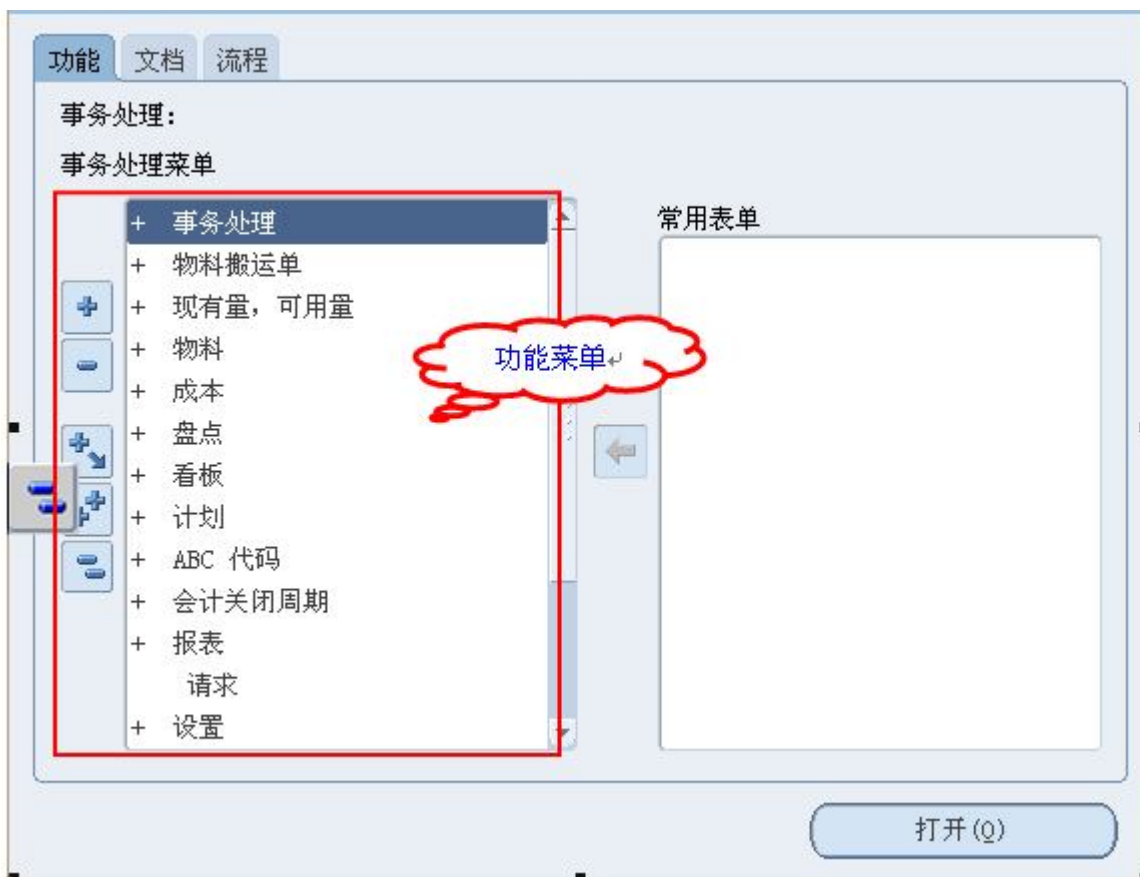 功能 文档 流程
事务处理:
事务处理菜单
常用表单
+ 事务处理
+ 物料搬运单
+ 现有量，可用量
+ 物料
+ 成本
+ 盘点
+ 看板
+ 计划
+ ABC 代码
+ 会计关闭周期
+ 报表
请求
+ 设置
功能菜单↵
打开(O)